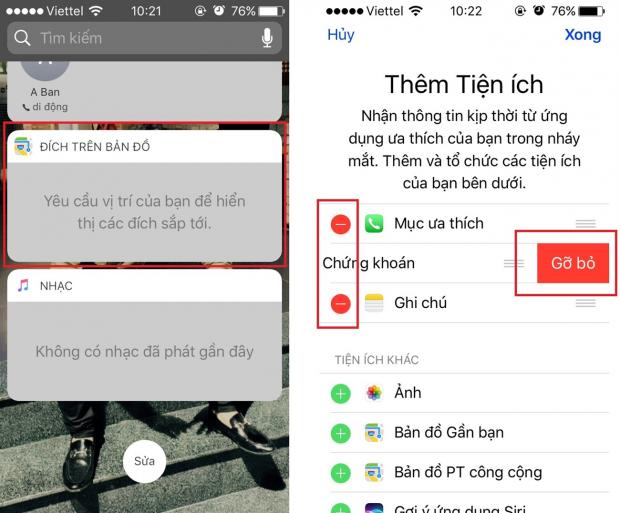 Viettel 10:21 76%
Tìm kiếm
A Ban
di động
ĐÍCH TRÊN BẢN ĐỒ
Yêu cầu vị trí của bạn để hiển
thị các đích sắp tới.
NHẠC
Không có nhạc đã phát gần đây
Sửa
Viettel 10:22 76%
Hủy Xong
Thêm Tiện ích
Nhận thông tin kịp thời từ ứng
dụng ưa thích của bạn trong nháy
mắt. Thêm và tổ chức các tiện ích
của bạn bên dưới.
Mục ưa thích
Chứng khoán Gỡ bỏ
Ghi chú
TIỆN ÍCH KHÁC
Ảnh
Bản đồ Gần bạn
Bản đồ PT công cộng
Gợi ý ứng dụng Siri